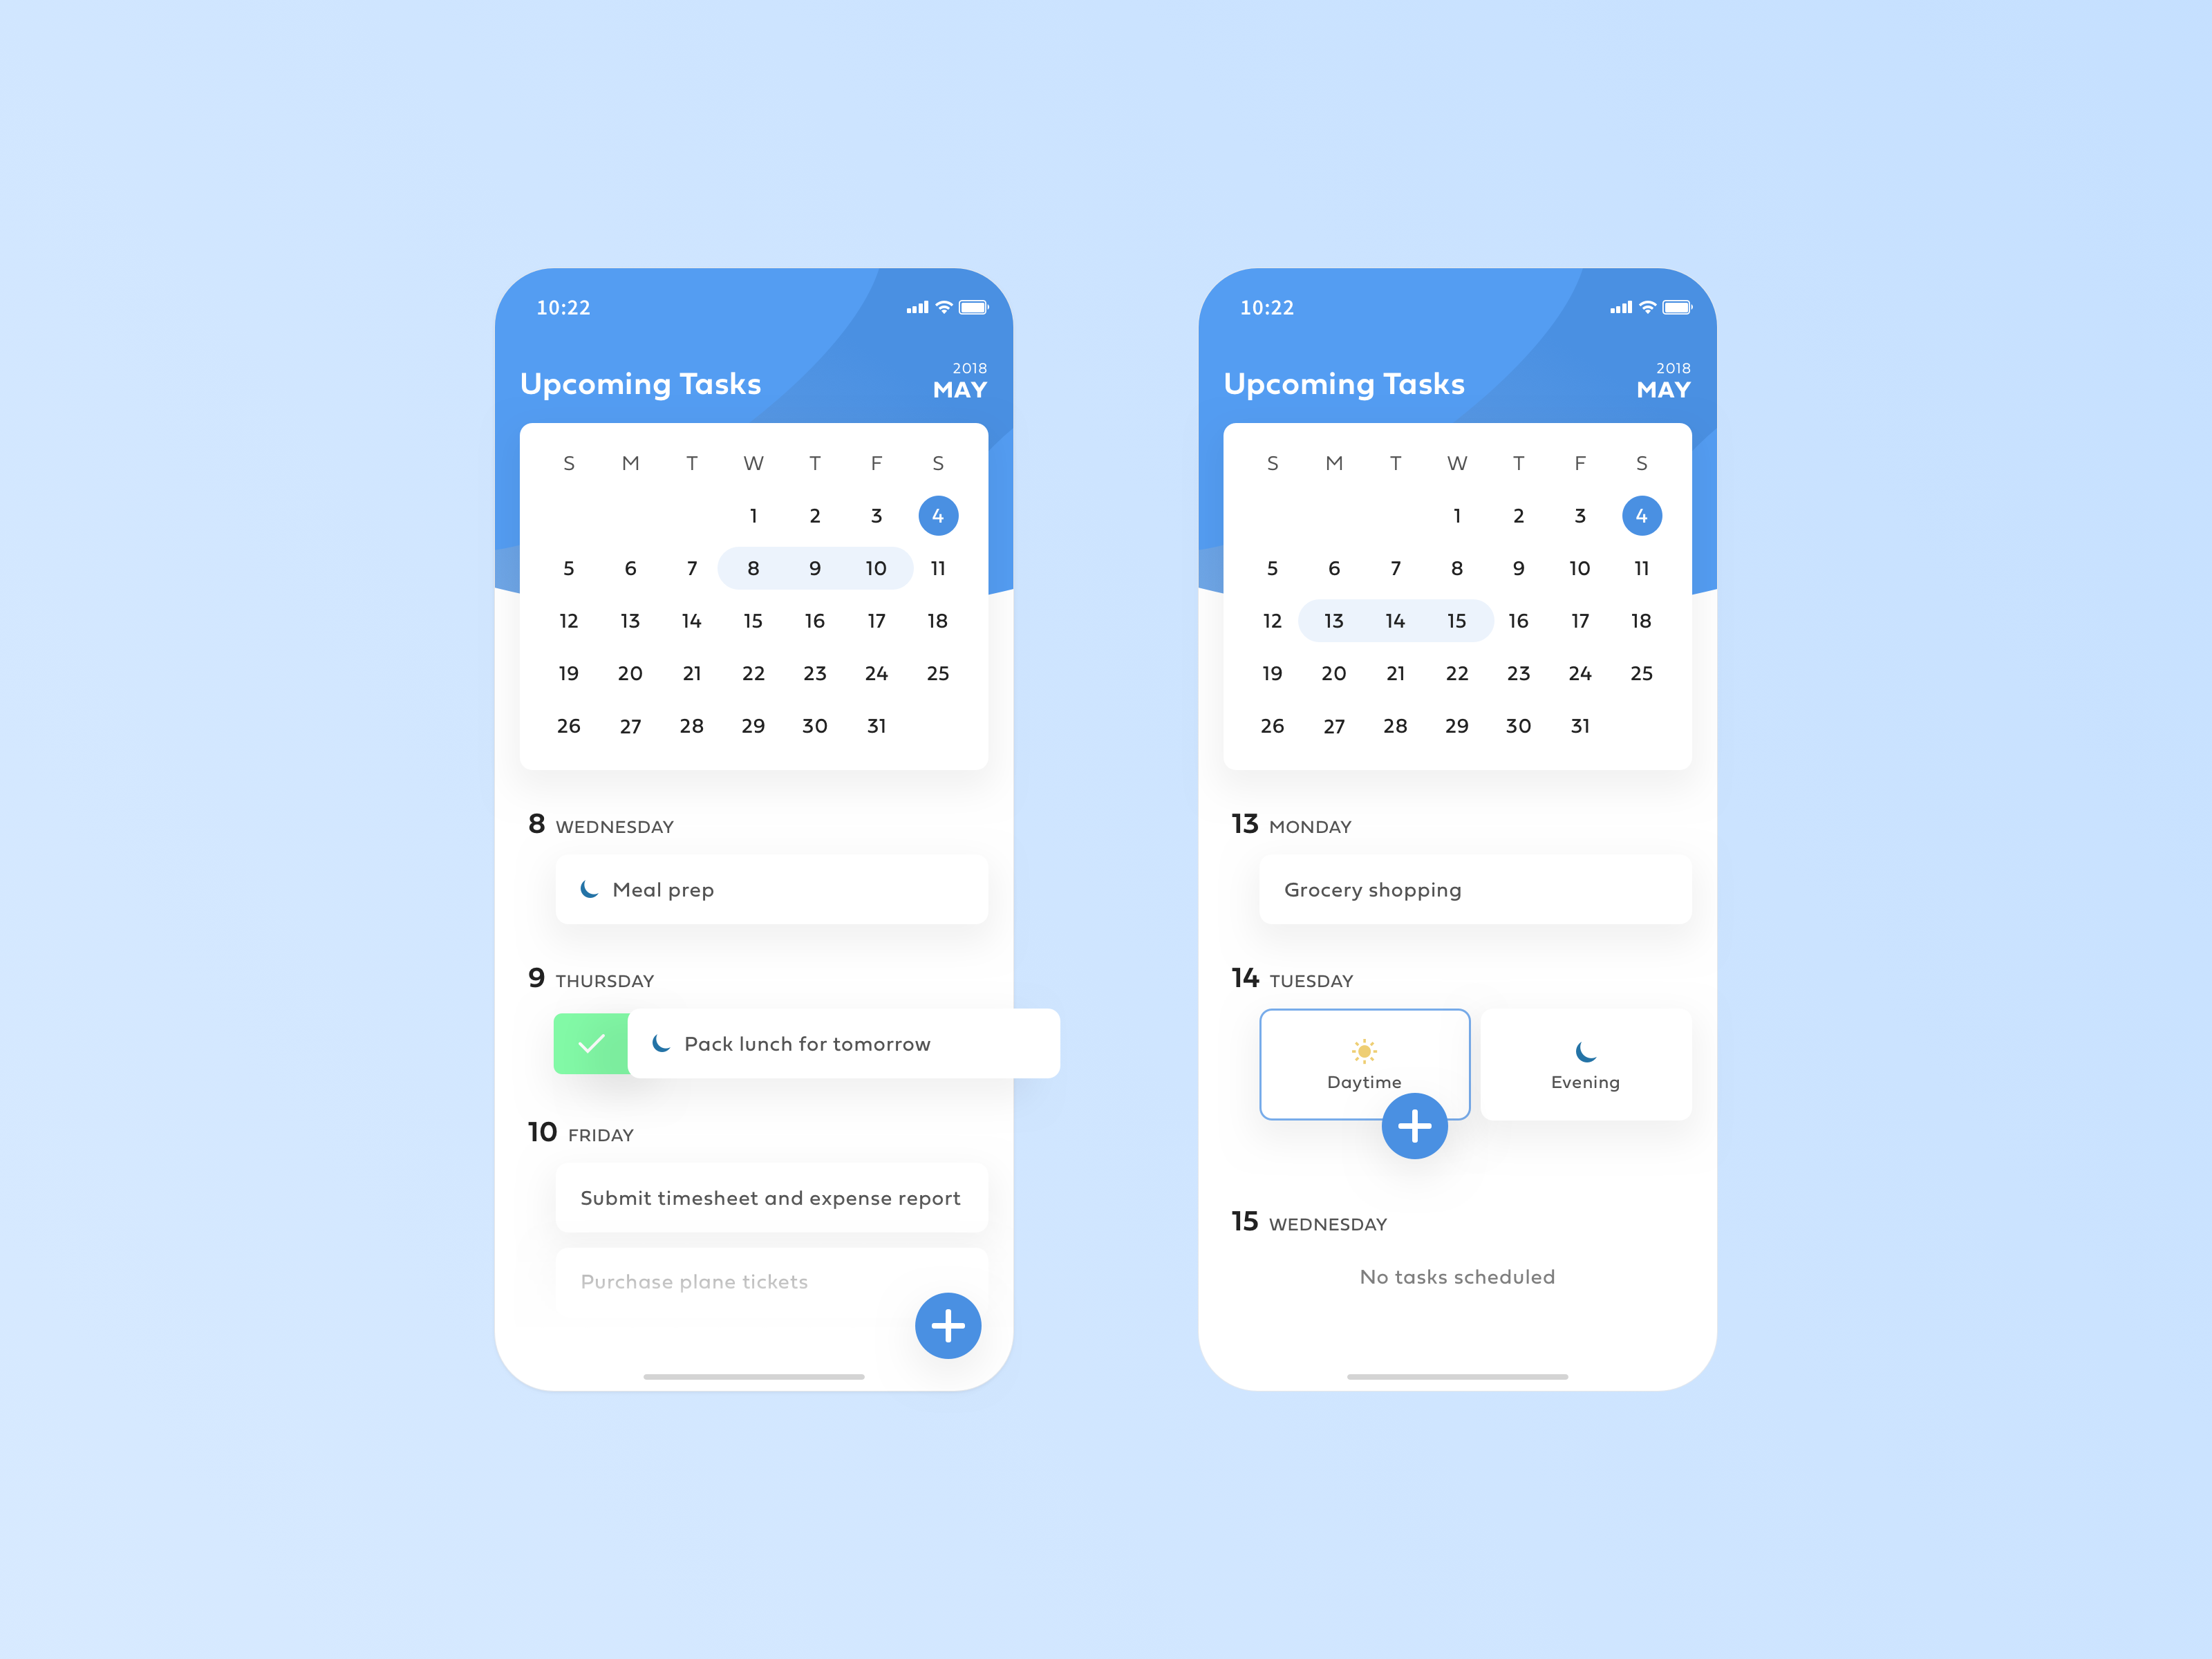 10:22
2018
Upcoming Tasks
MAY
S M T W T F S
1 2 3 4
5 6 7 8 9 10 11
12 13 14 15 16 17 18
19 20 21 22 23 24 25
26 27 28 29 30 31
8 WEDNESDAY
Meal prep
9 THURSDAY
Pack lunch for tomorrow
10 FRIDAY
Submit timesheet and expense report
Purchase plane tickets
10:22
2018
Upcoming Tasks
MAY
S M T W T F S
1 2 3 4
5 6 7 8 9 10 11
12 13 14 15 16 17 18
19 20 21 22 23 24 25
26 27 28 29 30 31
13 MONDAY
Grocery shopping
14 TUESDAY
Daytime Evening
15 WEDNESDAY
No tasks scheduled